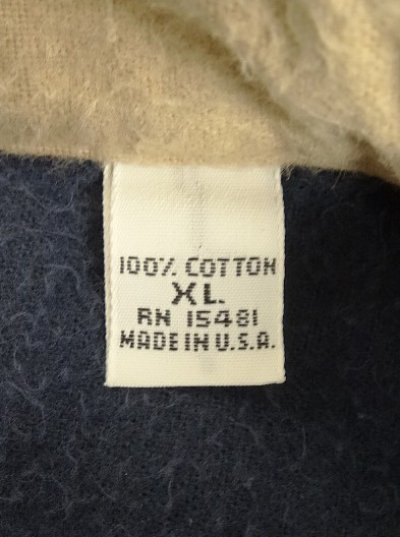 100% COTTON
XL
RN 15481
MADE IN U.S.A.